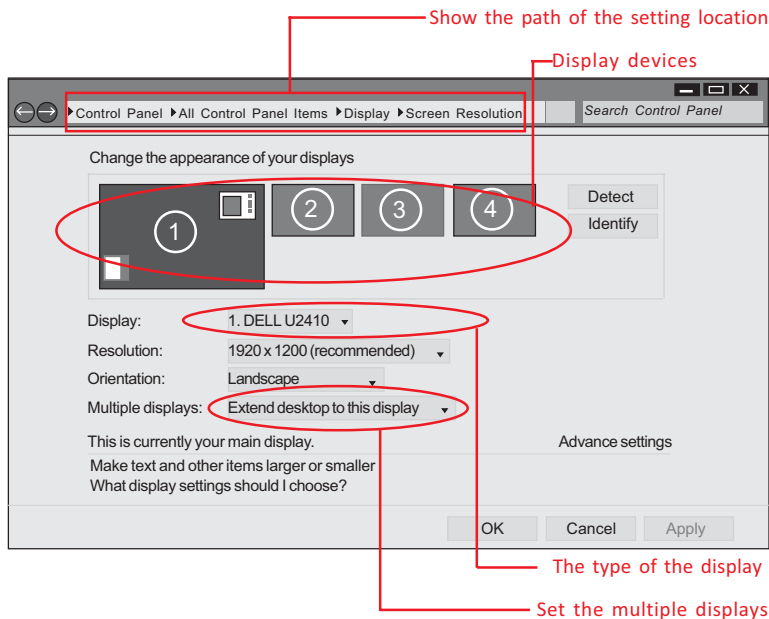 Show the path of the setting location
Display devices
Control Panel All Control Panel Items Display Screen Resolution
Search Control Panel
Change the appearance of your displays
1
2
3
4
Detect
Identify
Display: 1. DELL U2410
Resolution: 1920 x 1200 (recommended)
Orientation: Landscape
Multiple displays: Extend desktop to this display
This is currently your main display. Advance settings
Make text and other items larger or smaller
What display settings should I choose?
OK Cancel Apply
The type of the display
Set the multiple displays